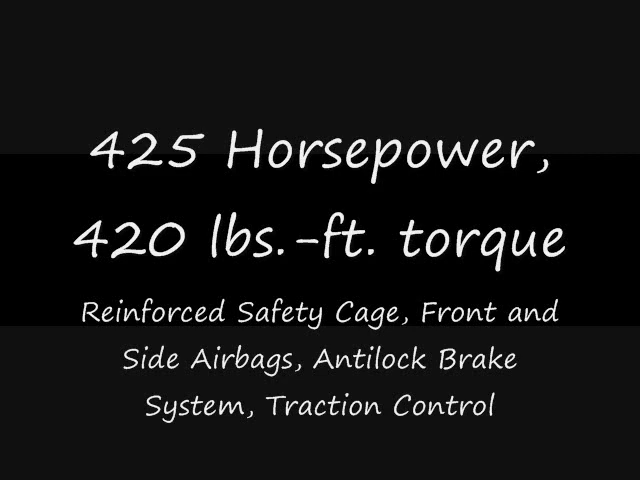 425 Horsepower,
420 lbs.-ft. torque
Reinforced Safety Cage, Front and
Side Airbags, Antilock Brake
System, Traction Control